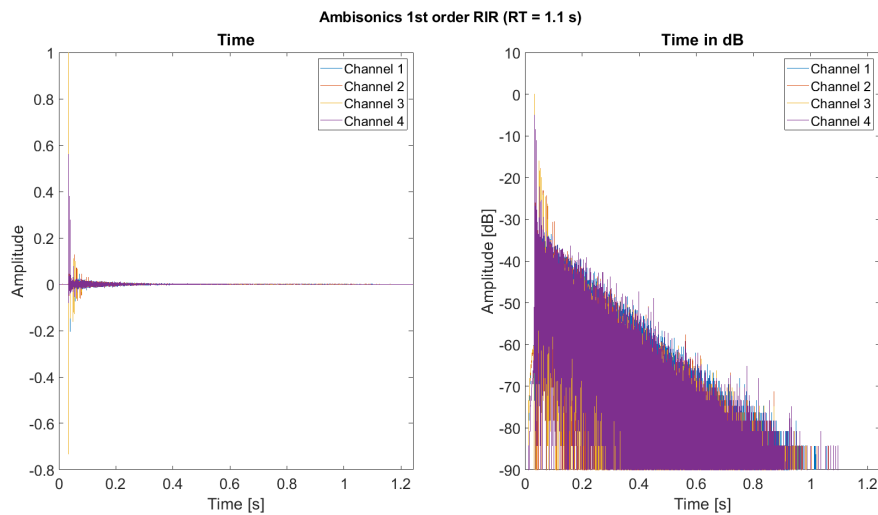 Ambisonics 1st order RIR (RT = 1.1 s)
Time
1
0.8
0.6
0.4
0.2
0
-0.2
-0.4
-0.6
-0.8
Amplitude
0
0.2
0.4
0.6
0.8
1
1.2
Time [s]
Channel 1
Channel 2
Channel 3
Channel 4
Time in dB
10
0
-10
-20
-30
-40
-50
-60
-70
-80
-90
Amplitude [dB]
0
0.2
0.4
0.6
0.8
1
1.2
Time [s]
Channel 1
Channel 2
Channel 3
Channel 4